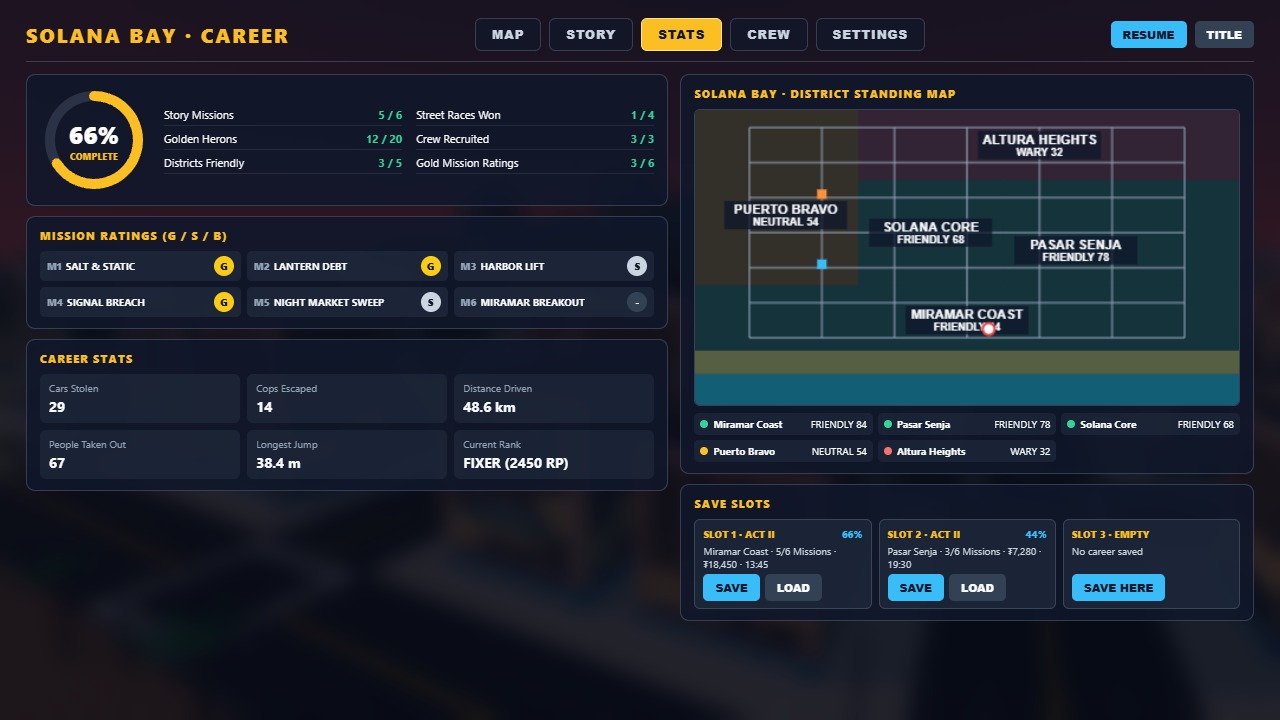 SOLANA BAY · CAREER
MAP
STORY
STATS
CREW
SETTINGS
RESUME
TITLE
66%
COMPLETE
Story Missions 5 / 6
Street Races Won 1 / 4
Golden Herons 12 / 20
Crew Recruited 3 / 3
Districts Friendly 3 / 5
Gold Mission Ratings 3 / 6
MISSION RATINGS (G / S / B)
M1 SALT & STATIC G
M2 LANTERN DEBT G
M3 HARBOR LIFT S
M4 SIGNAL BREACH G
M5 NIGHT MARKET SWEEP S
M6 MIRAMAR BREAKOUT -
CAREER STATS
Cars Stolen
29
Cops Escaped
14
Distance Driven
48.6 km
People Taken Out
67
Longest Jump
38.4 m
Current Rank
FIXER (2450 RP)
SOLANA BAY · DISTRICT STANDING MAP
ALTURA HEIGHTS
WARY 32
PUERTO BRAVO
NEUTRAL 54
SOLANA CORE
FRIENDLY 68
PASAR SENJA
FRIENDLY 78
MIRAMAR COAST
FRIENDLY 4
Miramar Coast FRIENDLY 84
Pasar Senja FRIENDLY 78
Solana Core FRIENDLY 68
Puerto Bravo NEUTRAL 54
Altura Heights WARY 32
SAVE SLOTS
SLOT 1 · ACT II 66%
Miramar Coast · 5/6 Missions ·
₮18,450 · 13:45
SAVE
LOAD
SLOT 2 · ACT II 44%
Pasar Senja · 3/6 Missions · ₮7,280 ·
19:30
SAVE
LOAD
SLOT 3 · EMPTY
No career saved
SAVE HERE